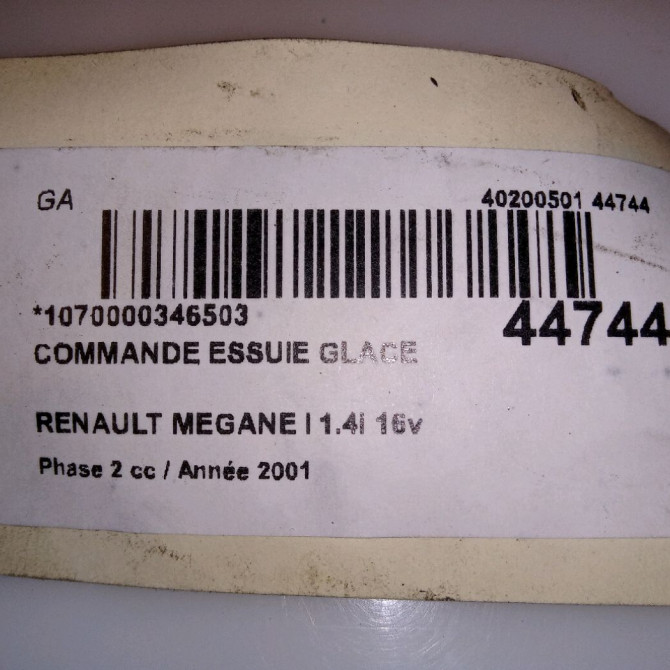 GA 40200501 44744
*1070000346503 44744
COMMANDE ESSUIE GLACE
RENAULT MEGANE I 1.4i 16v
Phase 2 cc / Année 2001